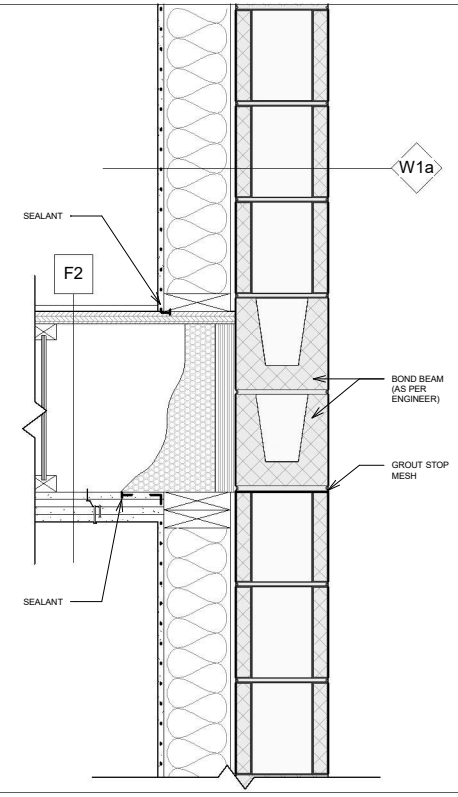 W1a
SEALANT
F2
BOND BEAM
(AS PER
ENGINEER)
GROUT STOP
MESH
SEALANT